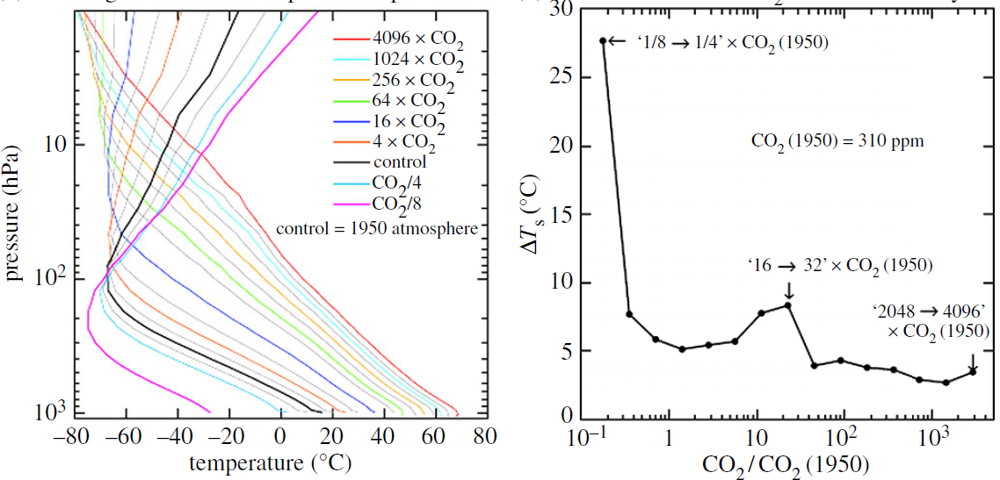 4096 × CO2
1024 × CO2
256 × CO2
64 × CO2
16 × CO2
4 × CO2
control
CO2/4
CO2/8
control = 1950 atmosphere
10
10²
10³
pressure (hPa)
–80 –60 –40 –20 0 20 40 60 80
temperature (°C)
30
25
20
15
10
5
0
ΔTs (°C)
‘1/8 → 1/4’ × CO2 (1950)
CO2 (1950) = 310 ppm
‘16 → 32’ × CO2 (1950)
‘2048 → 4096’
× CO2 (1950)
10⁻¹ 1 10 10² 10³
CO2 / CO2 (1950)